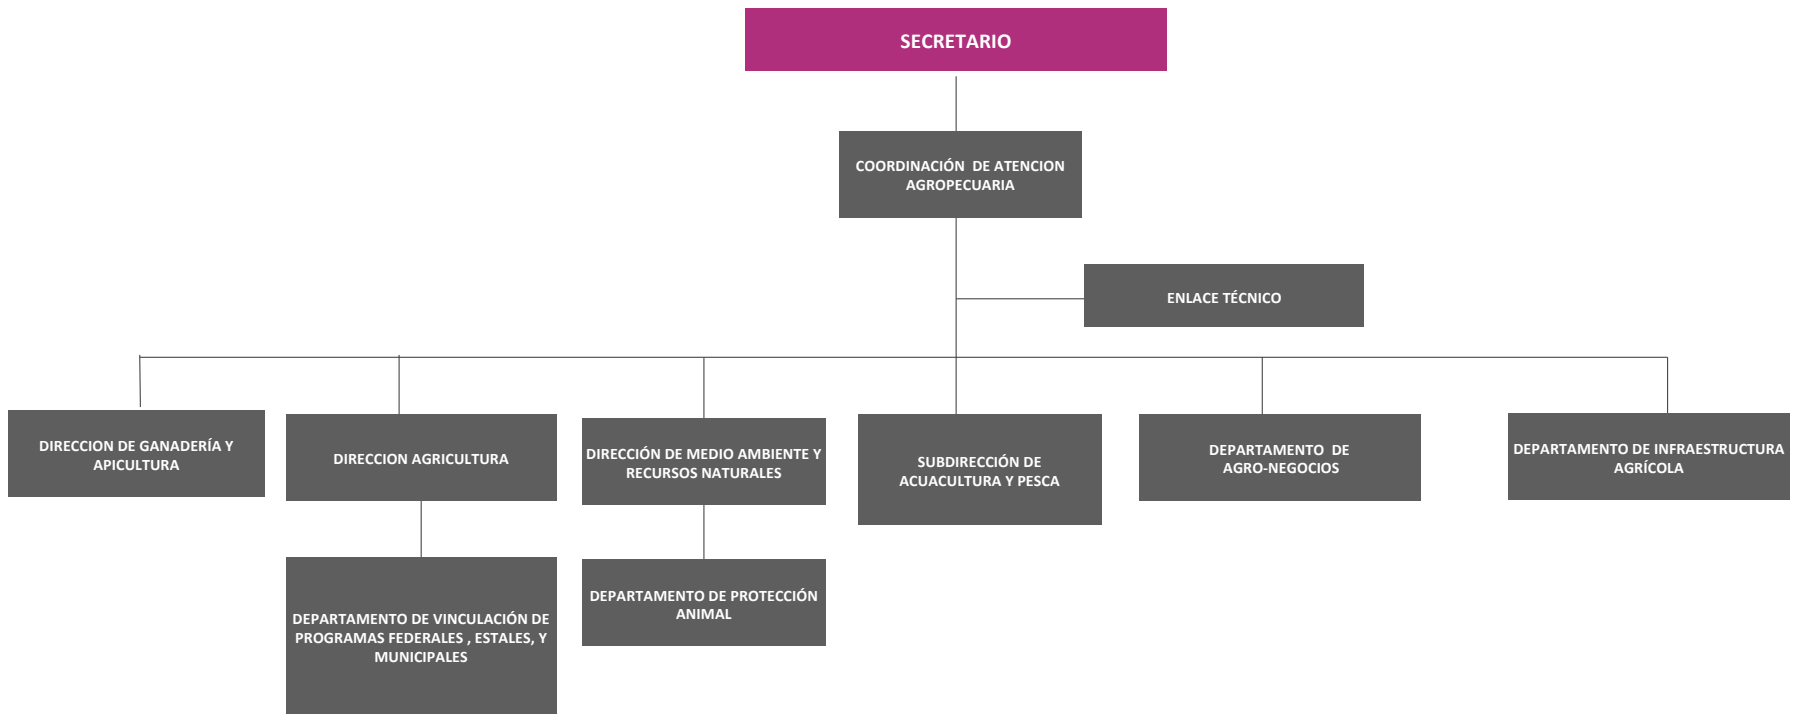 SECRETARIO
COORDINACIÓN  DE ATENCION
AGROPECUARIA
ENLACE TÉCNICO
DIRECCION DE GANADERÍA Y
APICULTURA
DIRECCION AGRICULTURA
DIRECCIÓN DE MEDIO AMBIENTE Y
RECURSOS NATURALES
SUBDIRECCIÓN DE
ACUACULTURA Y PESCA
DEPARTAMENTO  DE
AGRO-NEGOCIOS
DEPARTAMENTO DE INFRAESTRUCTURA
AGRÍCOLA
DEPARTAMENTO DE VINCULACIÓN DE
PROGRAMAS FEDERALES , ESTALES, Y
MUNICIPALES
DEPARTAMENTO DE PROTECCIÓN
ANIMAL